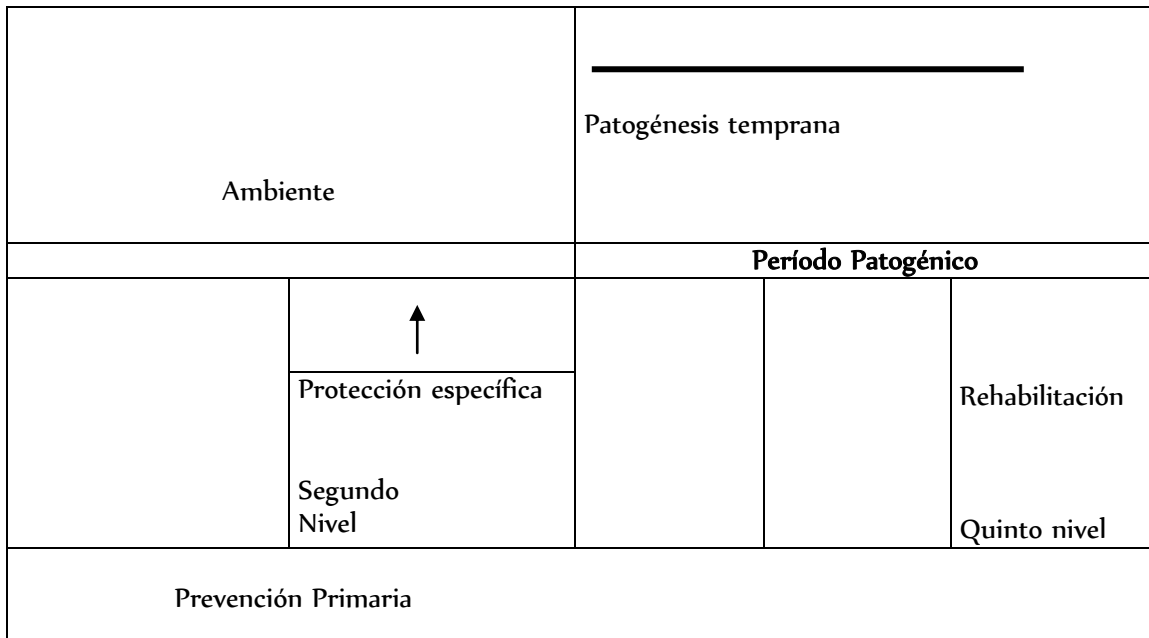 Patogénesis temprana
Ambiente
Período Patogénico
Protección específica
Rehabilitación
Segundo
Nivel
Quinto nivel
Prevención Primaria